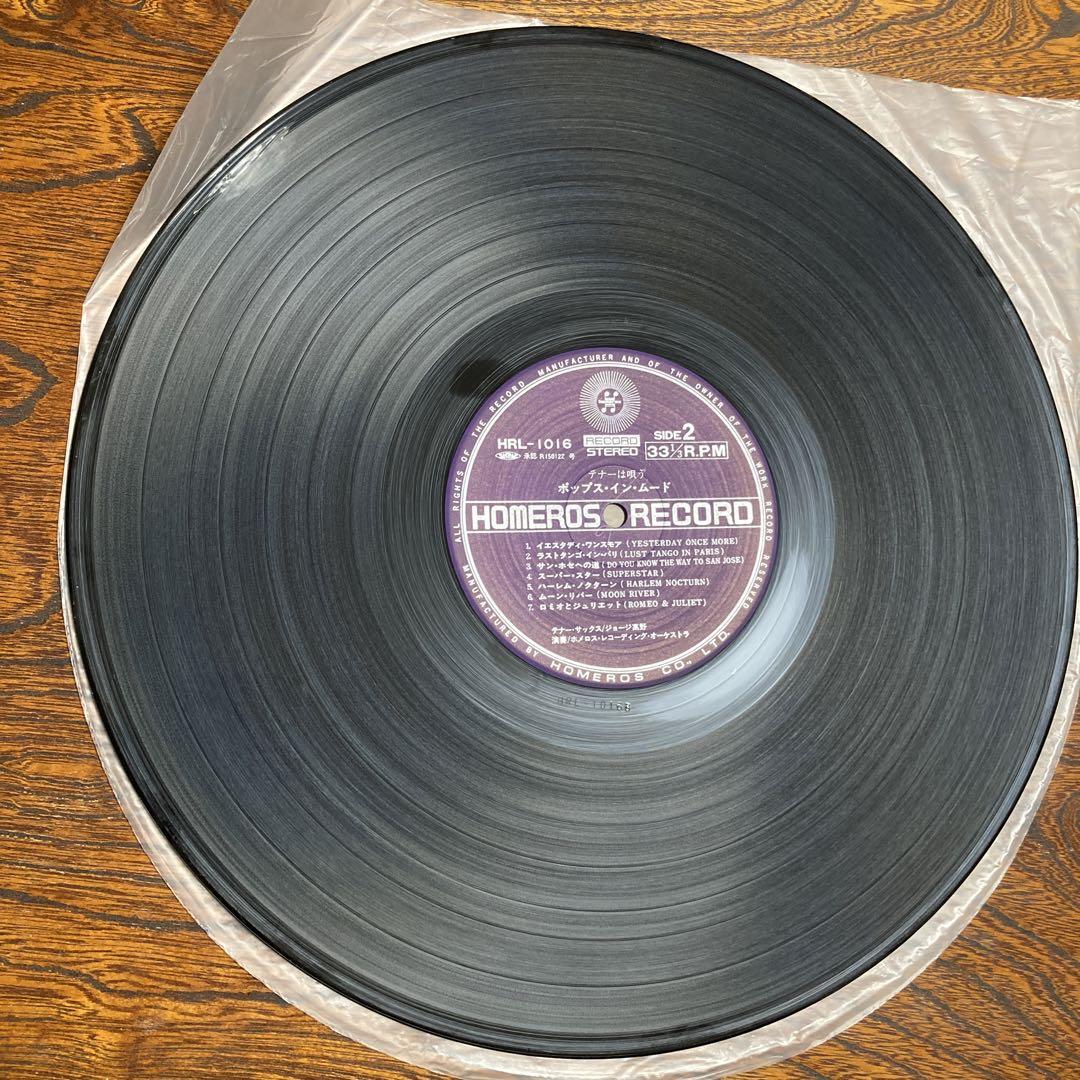 ALL RIGHTS OF THE RECORD MANUFACTURER AND OF THE OWNER OF THE WORK RECORD RESERVED
HRL-1016
承認 R150122 号
RECORD
STEREO
SIDE 2
33 1/3 R.P.M
テナーは唄う
ポップス・イン・ムード
HOMEROS RECORD
1. イエスタディ・ワンスモア (YESTERDAY ONCE MORE)
2. ラストタンゴ・イン・パリ (LUST TANGO IN PARIS)
3. サン・ホセへの道 (DO YOU KNOW THE WAY TO SAN JOSE)
4. スーパー・スター (SUPERSTAR)
5. ハーレム・ノクターン (HARLEM NOCTURN)
6. ムーン・リバー (MOON RIVER)
7. ロミオとジュリエット (ROMEO & JULIET)
テナー・サックス/ジョージ高野
演奏/ホメロス・レコーディング・オーケストラ
MANUFACTURED BY HOMEROS CO., LTD.
HRL-1016B